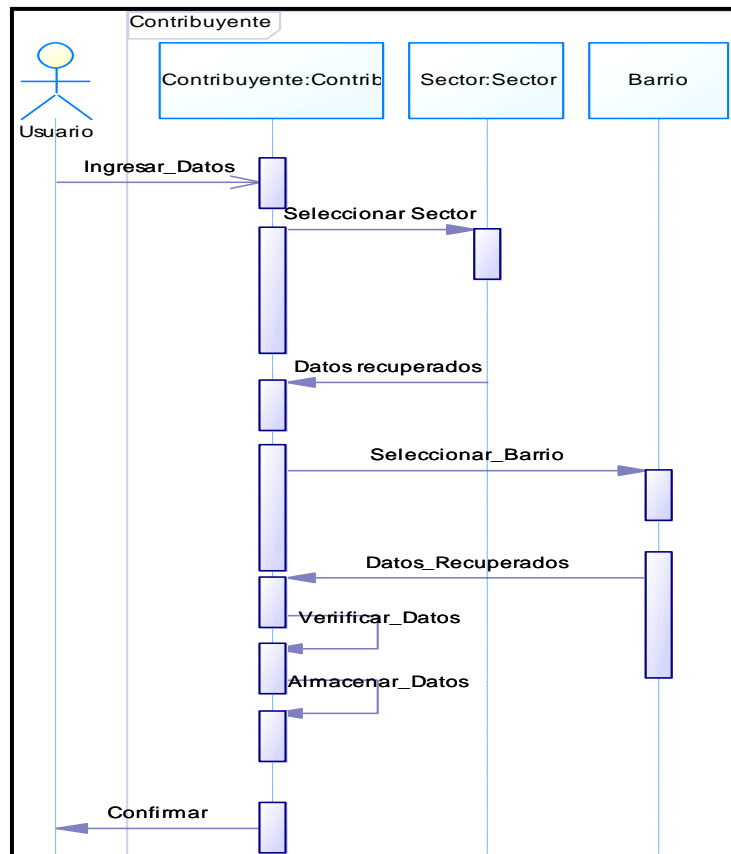 Contribuyente
Contribuyente:Contrib
Sector:Sector
Barrio
Usuario
Ingresar_Datos
Seleccionar Sector
Datos recuperados
Seleccionar_Barrio
Datos_Recuperados
Veriificar_Datos
Almacenar_Datos
Confirmar